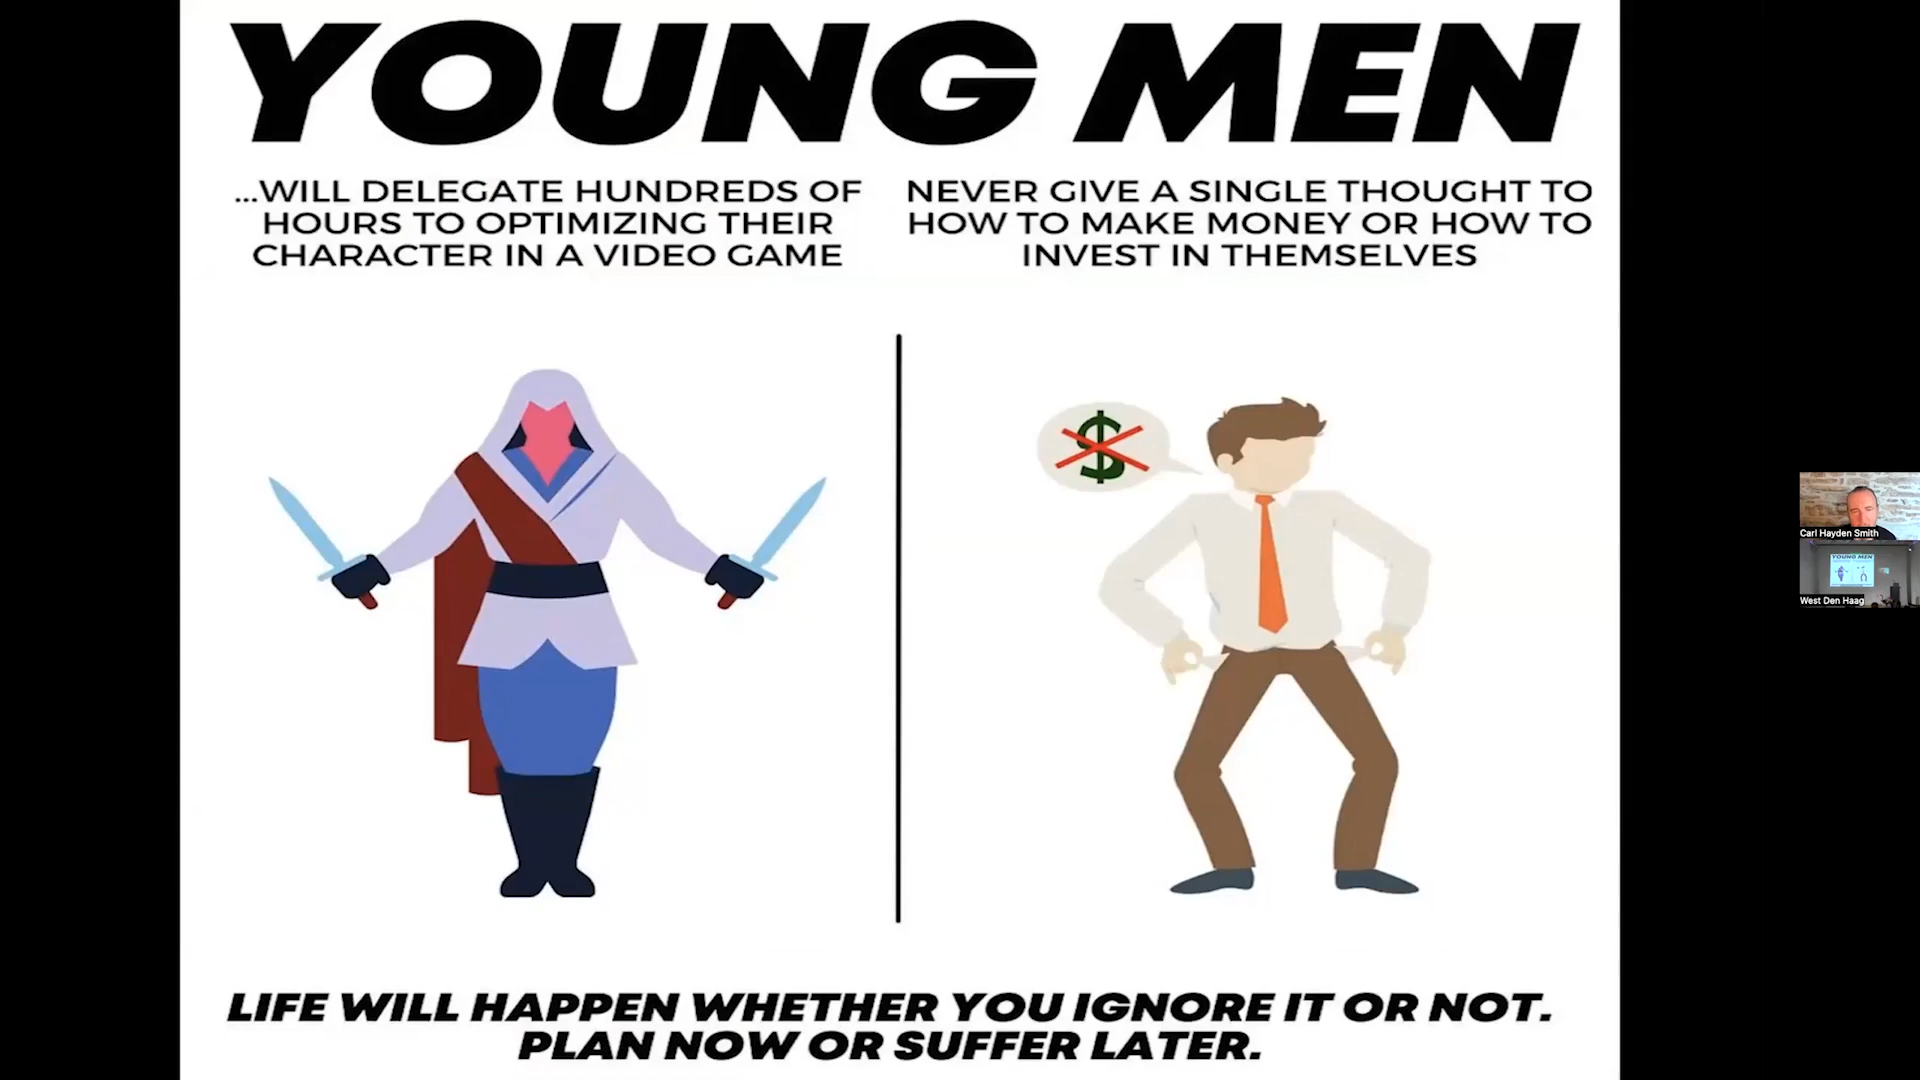 YOUNG MEN
...WILL DELEGATE HUNDREDS OF
HOURS TO OPTIMIZING THEIR
CHARACTER IN A VIDEO GAME
NEVER GIVE A SINGLE THOUGHT TO
HOW TO MAKE MONEY OR HOW TO
INVEST IN THEMSELVES
$
LIFE WILL HAPPEN WHETHER YOU IGNORE IT OR NOT.
PLAN NOW OR SUFFER LATER.
Carl Hayden Smith
YOUNG MEN
West Den Haag